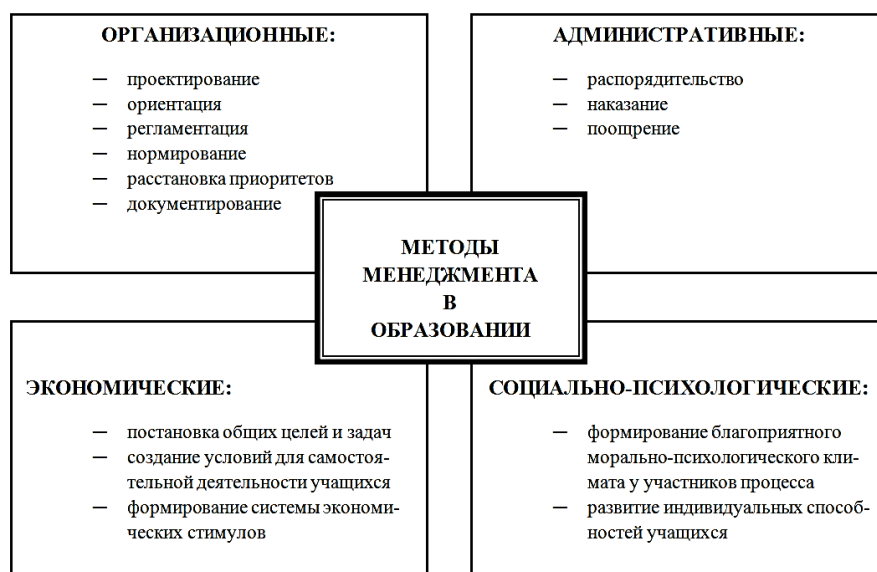 ОРГАНИЗАЦИОННЫЕ:
— проектирование
— ориентация
— регламентация
— нормирование
— расстановка приоритетов
— документирование
АДМИНИСТРАТИВНЫЕ:
— распорядительство
— наказание
— поощрение
МЕТОДЫ
МЕНЕДЖМЕНТА
В
ОБРАЗОВАНИИ
ЭКОНОМИЧЕСКИЕ:
— постановка общих целей и задач
— создание условий для самостоя-
тельной деятельности учащихся
— формирование системы экономи-
ческих стимулов
СОЦИАЛЬНО-ПСИХОЛОГИЧЕСКИЕ:
— формирование благоприятного
морально-психологического кли-
мата у участников процесса
— развитие индивидуальных способ-
ностей учащихся